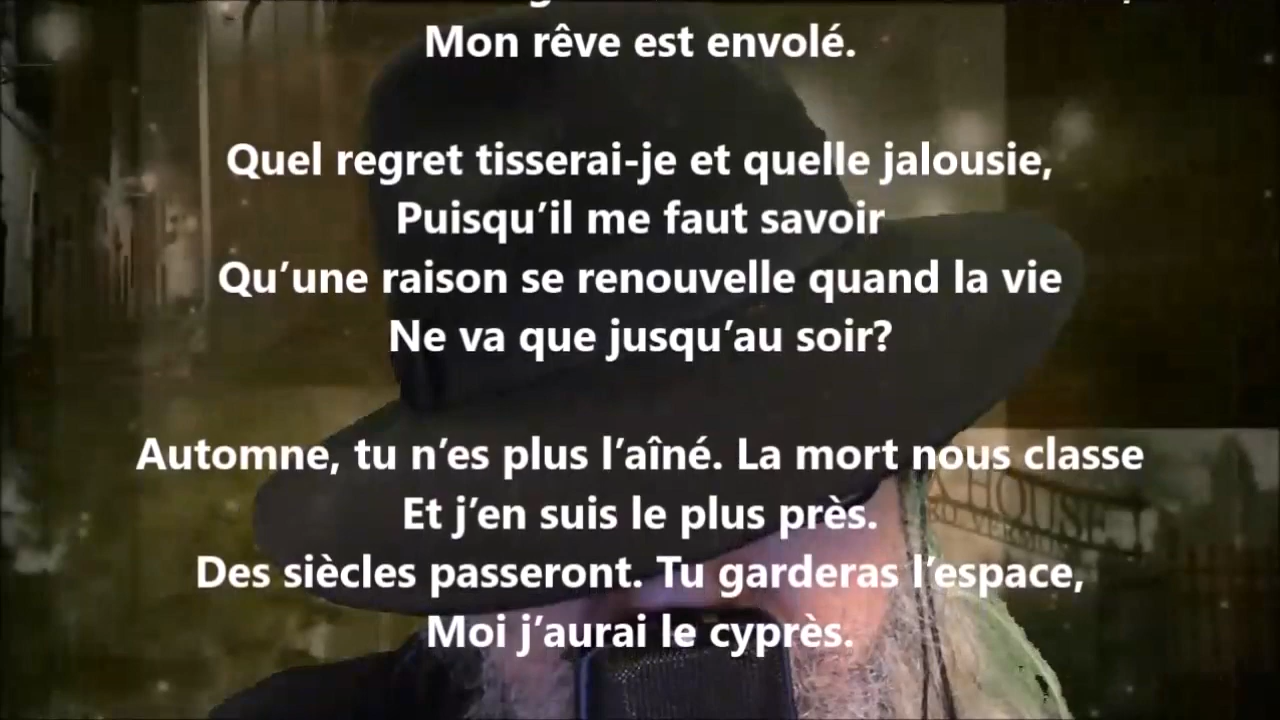 Mon rêve est envolé.
Quel regret tisserai-je et quelle jalousie,
Puisqu’il me faut savoir
Qu’une raison se renouvelle quand la vie
Ne va que jusqu’au soir?
Automne, tu n’es plus l’aîné. La mort nous classe
Et j’en suis le plus près.
Des siècles passeront. Tu garderas l’espace,
Moi j’aurai le cyprès.
HOUSE